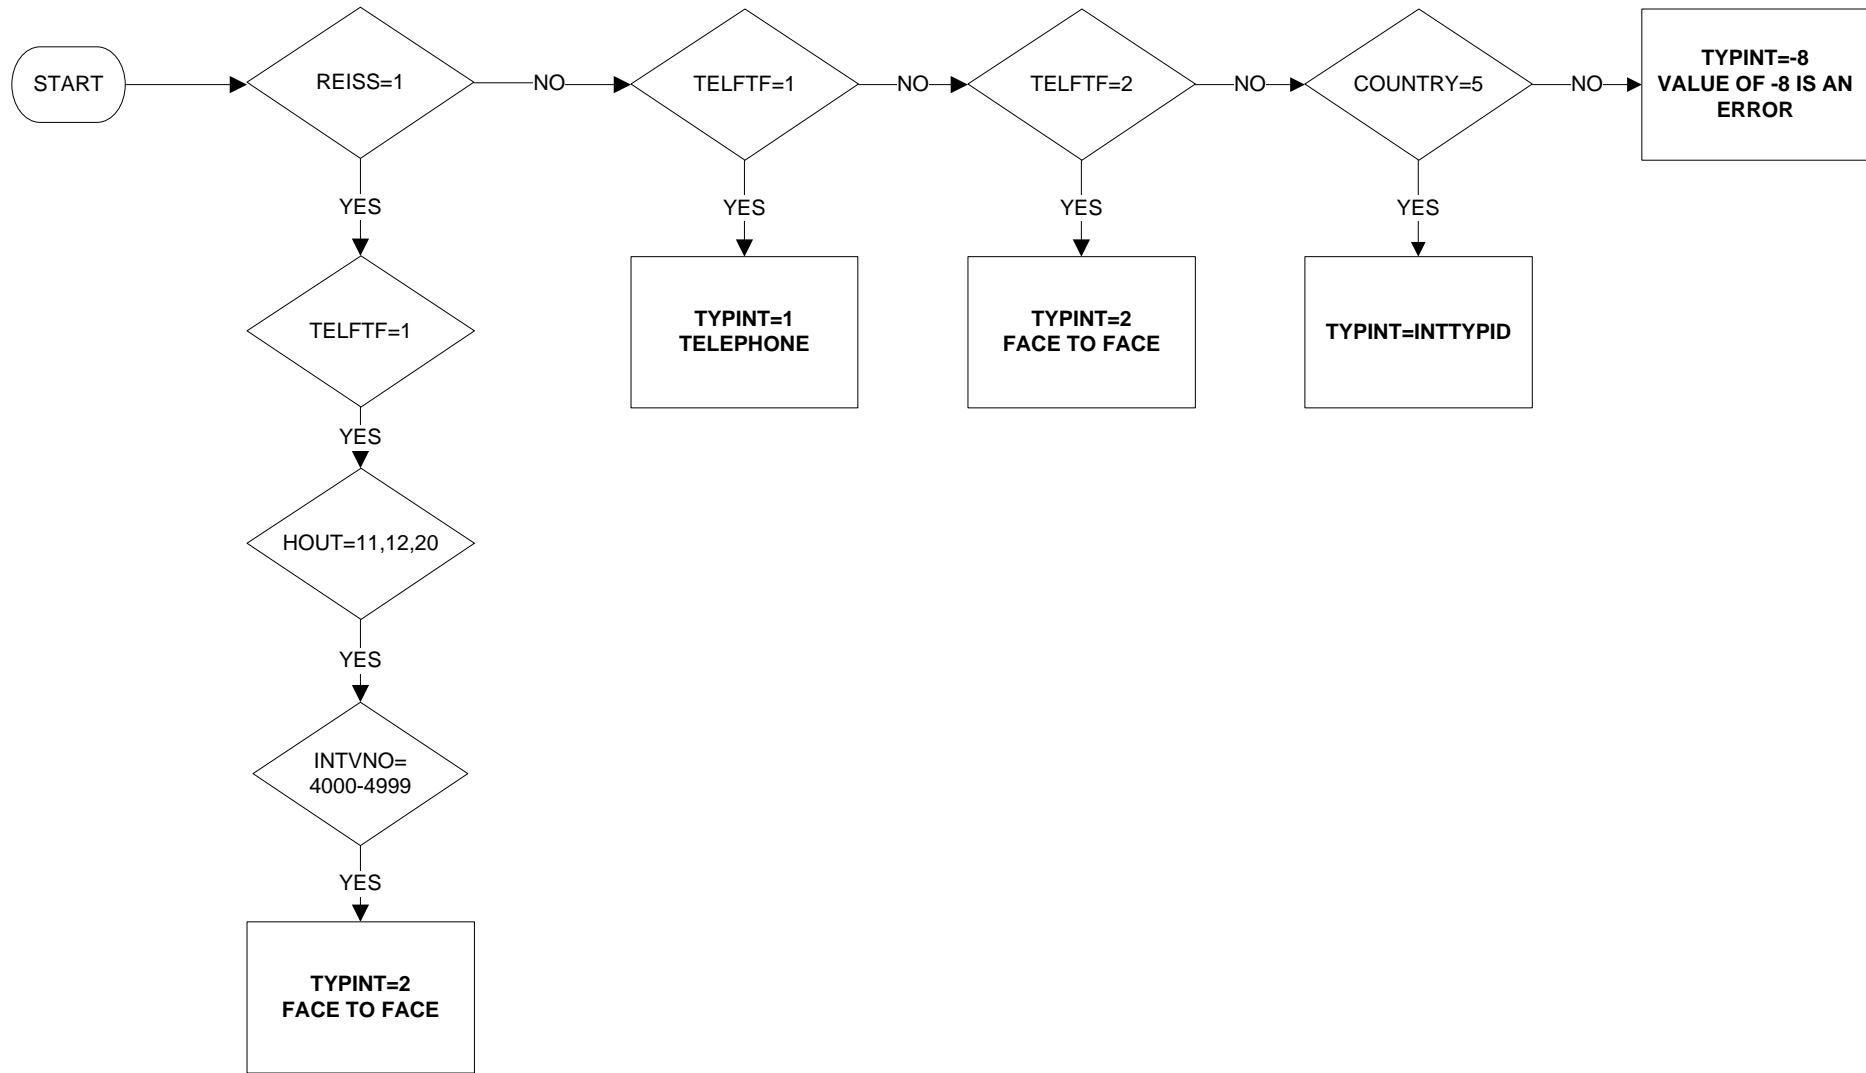 START
REISS=1
NO
TELFTF=1
NO
TELFTF=2
NO
COUNTRY=5
NO
TYPINT=-8
VALUE OF -8 IS AN
ERROR
YES
YES
YES
YES
TELFTF=1
TYPINT=1
TELEPHONE
TYPINT=2
FACE TO FACE
TYPINT=INTTYPID
YES
HOUT=11,12,20
YES
INTVNO=
4000-4999
YES
TYPINT=2
FACE TO FACE